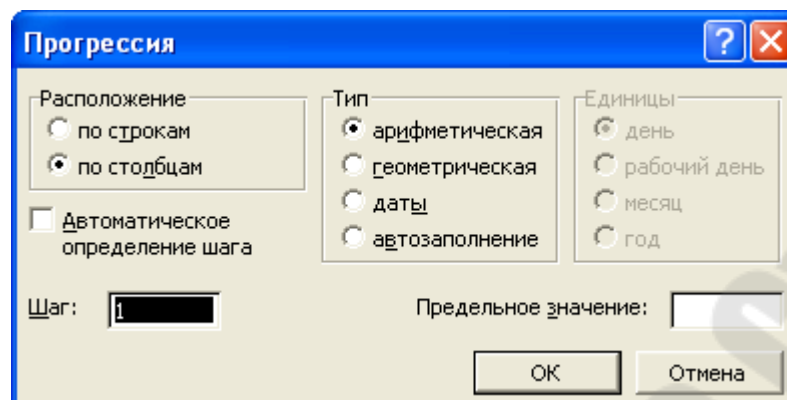 Прогрессия
Расположение
по строкам
по столбцам
Автоматическое
определение шага
Тип
арифметическая
геометрическая
даты
автозаполнение
Единицы
день
рабочий день
месяц
год
Шаг: 1
Предельное значение:
ОК
Отмена